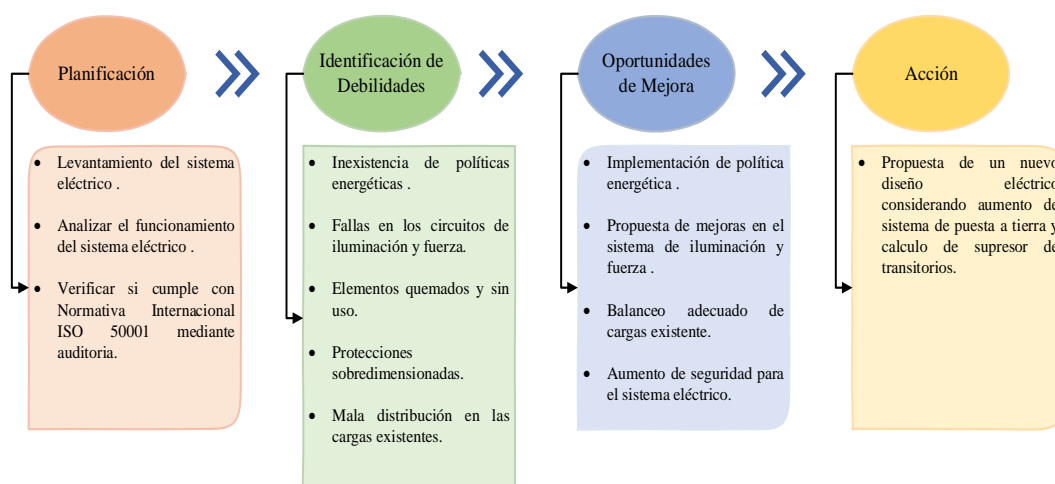 Planificación
• Levantamiento del sistema
eléctrico .
• Analizar el funcionamiento
del sistema eléctrico .
• Verificar si cumple con
Normativa Internacional
ISO 50001 mediante
auditoria.
Identificación de
Debilidades
• Inexistencia de políticas
energéticas .
• Fallas en los circuitos de
iluminación y fuerza.
• Elementos quemados y sin
uso.
• Protecciones
sobredimensionadas.
• Mala distribución en las
cargas existentes.
Oportunidades
de Mejora
• Implementación de política
energética .
• Propuesta de mejoras en el
sistema de iluminación y
fuerza .
• Balanceo adecuado de
cargas existente.
• Aumento de seguridad para
el sistema eléctrico.
Acción
• Propuesta de un nuevo
diseño eléctrico
considerando aumento de
sistema de puesta a tierra y
calculo de supresor de
transitorios.